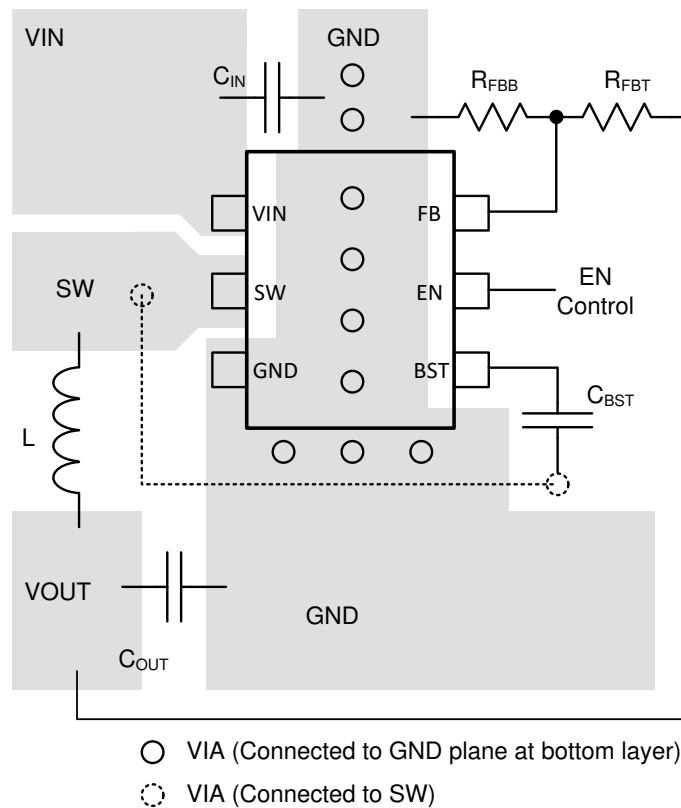 VIN
GND
CIN
RFBB
RFBT
VIN
FB
SW
SW
EN
EN
Control
GND
BST
CBST
L
VOUT
GND
COUT
VIA (Connected to GND plane at bottom layer)
VIA (Connected to SW)